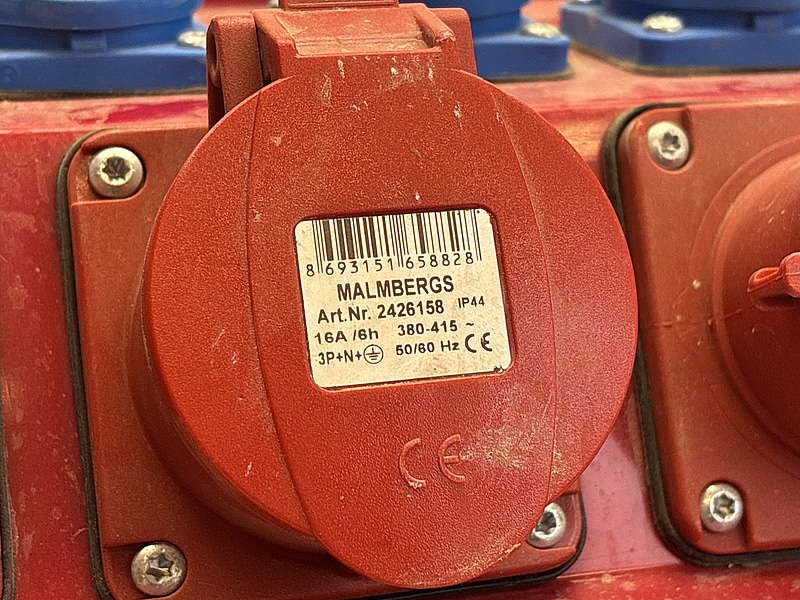 8 693151 658828
MALMBERGS
Art.Nr. 2426158 IP44
16A /6h 380-415 ~
3P+N+ 50/60 Hz CE
CE